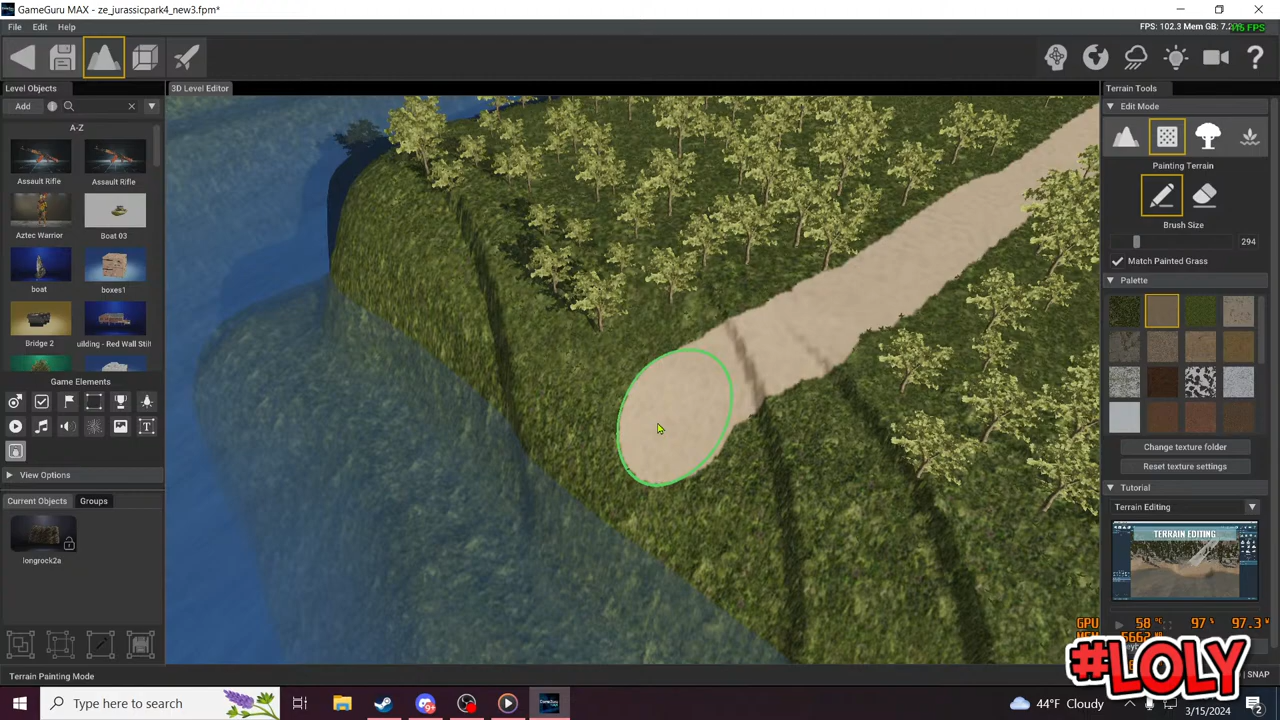 GameGuru MAX - ze_jurassicpark4_new3.fpm*
File Edit Help
FPS: 102.3 Mem GB:
Level Objects
3D Level Editor
Terrain Tools
Add
A-Z
Assault Rifle
Assault Rifle
Aztec Warrior
Boat 03
boat
boxes1
Bridge 2
uilding - Red Wall Stilt
Game Elements
View Options
Current Objects Groups
longrock2a
Terrain Painting Mode
Edit Mode
Painting Terrain
Brush Size
294
Match Painted Grass
Palette
Change texture folder
Reset texture settings
Tutorial
Terrain Editing
TERRAIN EDITING
GPU 58 °C 97 % 97.3 W
#LOLY
SNAP
Type here to search
9+
44°F Cloudy
3/15/2024
2